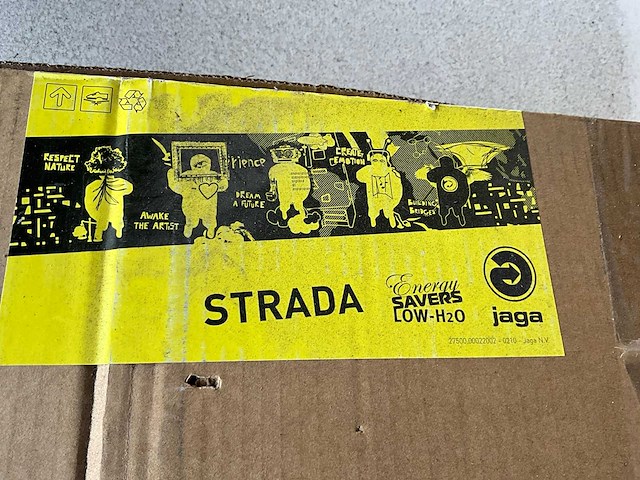 RESPECT
NATURE
AWAKE
THE ARTIST
rience
DREAM
A FUTURE
CREATE
EMOTION
BUILDING
BRIDGES
STRADA
Energy
SAVERS
LOW-H2O
jaga
27500.00022002 - 0310 - Jaga N.V.